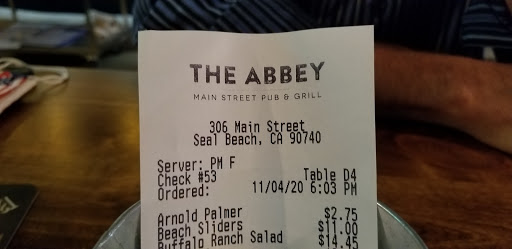 THE ABBEY
MAIN STREET PUB & GRILL
306 Main Street
Seal Beach, CA 90740
Server: PM F
Check #53 Table D4
Ordered: 11/04/20 6:03 PM
Arnold Palmer $2.75
Beach Sliders $11.00
Buffalo Ranch Salad $14.45